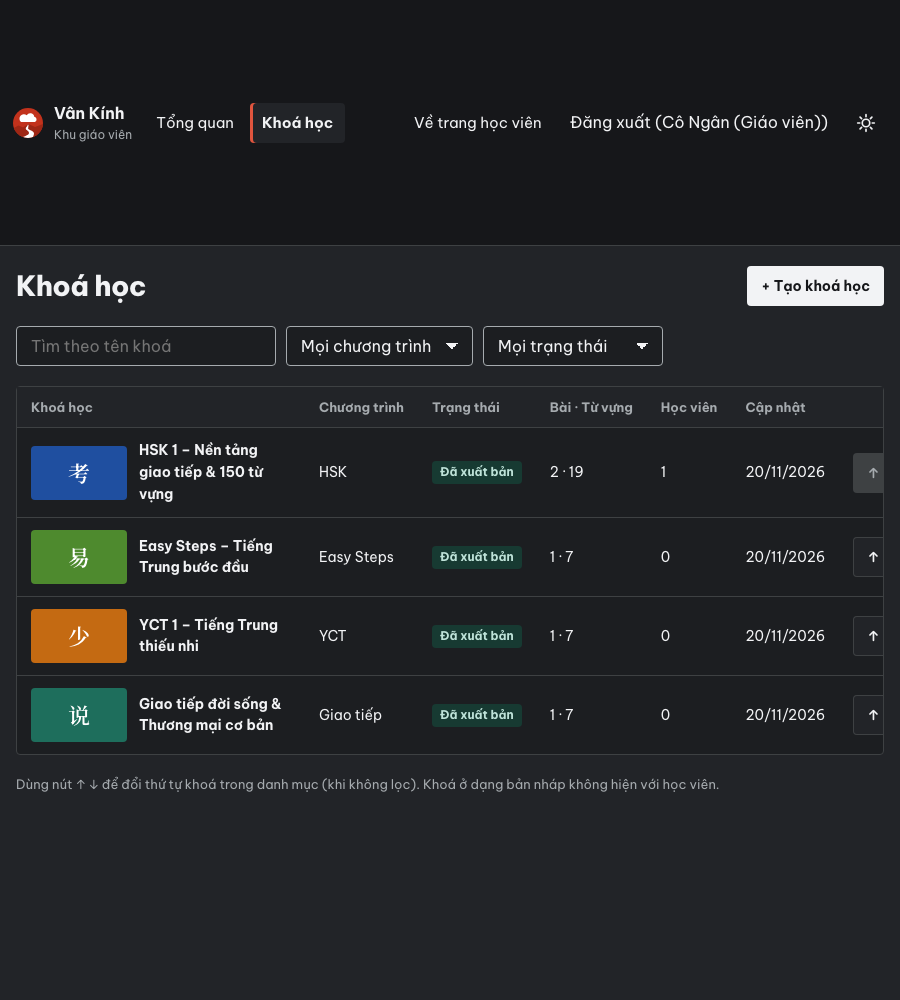 Vân Kính
Khu giáo viên
Tổng quan
Khoá học
Về trang học viên
Đăng xuất (Cô Ngân (Giáo viên))
Khoá học
+ Tạo khoá học
Tìm theo tên khoá
Mọi chương trình
Mọi trạng thái
Khoá học Chương trình Trạng thái Bài · Từ vựng Học viên Cập nhật
考
HSK 1 – Nền tảng
giao tiếp & 150 từ
vựng
HSK Đã xuất bản 2 · 19 1 20/11/2026 ↑
易
Easy Steps – Tiếng
Trung bước đầu
Easy Steps Đã xuất bản 1 · 7 0 20/11/2026 ↑
少
YCT 1 – Tiếng Trung
thiếu nhi
YCT Đã xuất bản 1 · 7 0 20/11/2026 ↑
说
Giao tiếp đời sống &
Thương mại cơ bản
Giao tiếp Đã xuất bản 1 · 7 0 20/11/2026 ↑
Dùng nút ↑ ↓ để đổi thứ tự khoá trong danh mục (khi không lọc). Khoá ở dạng bản nháp không hiện với học viên.